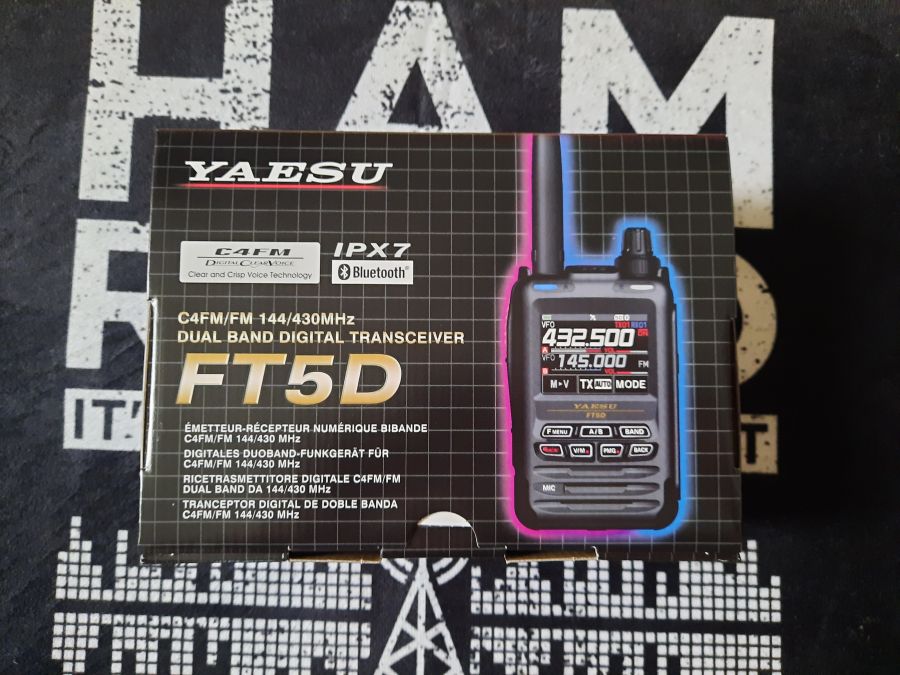 HAM
YAESU
C4FM
DIGITAL CLEAR VOICE
Clear and Crisp Voice Technology
IPX7
Bluetooth®
C4FM/FM 144/430MHz
DUAL BAND DIGITAL TRANSCEIVER
FT5D
ÉMETTEUR-RÉCEPTEUR NUMÉRIQUE BIBANDE
C4FM/FM 144/430 MHz
DIGITALES DUOBAND-FUNKGERÄT FÜR
C4FM/FM 144/430 MHz
RICETRASMETTITORE DIGITALE C4FM/FM
DUAL BAND DA 144/430 MHz
TRANCEPTOR DIGITAL DE DOBLE BANDA
C4FM/FM 144/430 MHz
VFO
432.500
A VOL
VFO 145.000 FM
B VOL
M►V TX AUTO MODE
YAESU
FT5D
F MENU A/B BAND
V/M PMG BACK
MIC
IT'